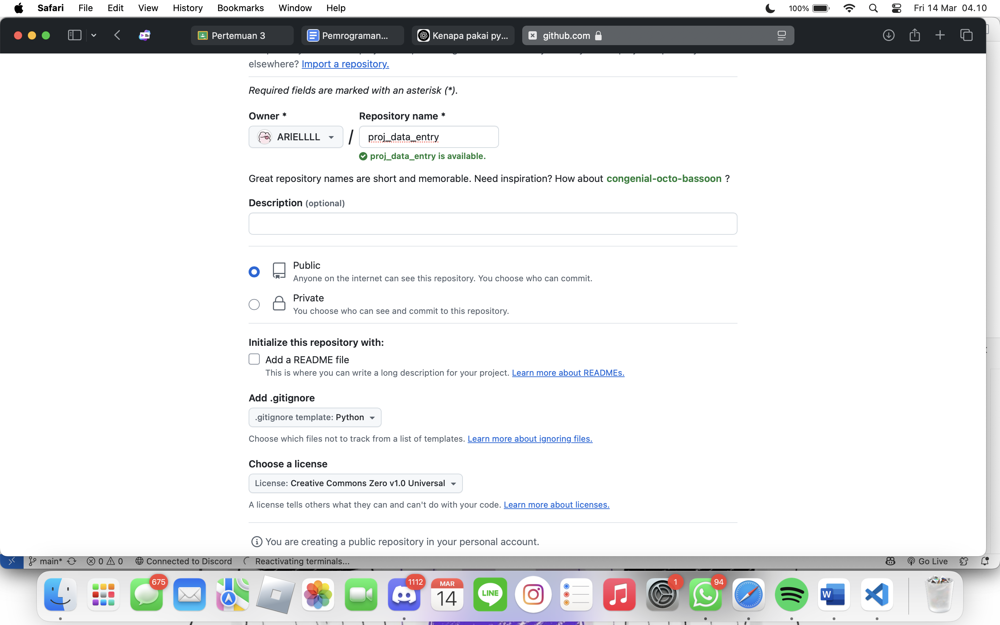 Safari File Edit View History Bookmarks Window Help 100% Fri 14 Mar 04.10
Pertemuan 3 Pemrograman... Kenapa pakai py... github.com
elsewhere? Import a repository.
Required fields are marked with an asterisk (*).
Owner * Repository name *
ARIELLLL / proj_data_entry
proj_data_entry is available.
Great repository names are short and memorable. Need inspiration? How about congenial-octo-bassoon ?
Description (optional)
Public
Anyone on the internet can see this repository. You choose who can commit.
Private
You choose who can see and commit to this repository.
Initialize this repository with:
Add a README file
This is where you can write a long description for your project. Learn more about READMEs.
Add .gitignore
.gitignore template: Python
Choose which files not to track from a list of templates. Learn more about ignoring files.
Choose a license
License: Creative Commons Zero v1.0 Universal
A license tells others what they can and can't do with your code. Learn more about licenses.
You are creating a public repository in your personal account.
main* 0 0 Connected to Discord Reactivating terminals... Go Live
675 1112 MAR 14 LINE 1 94 W